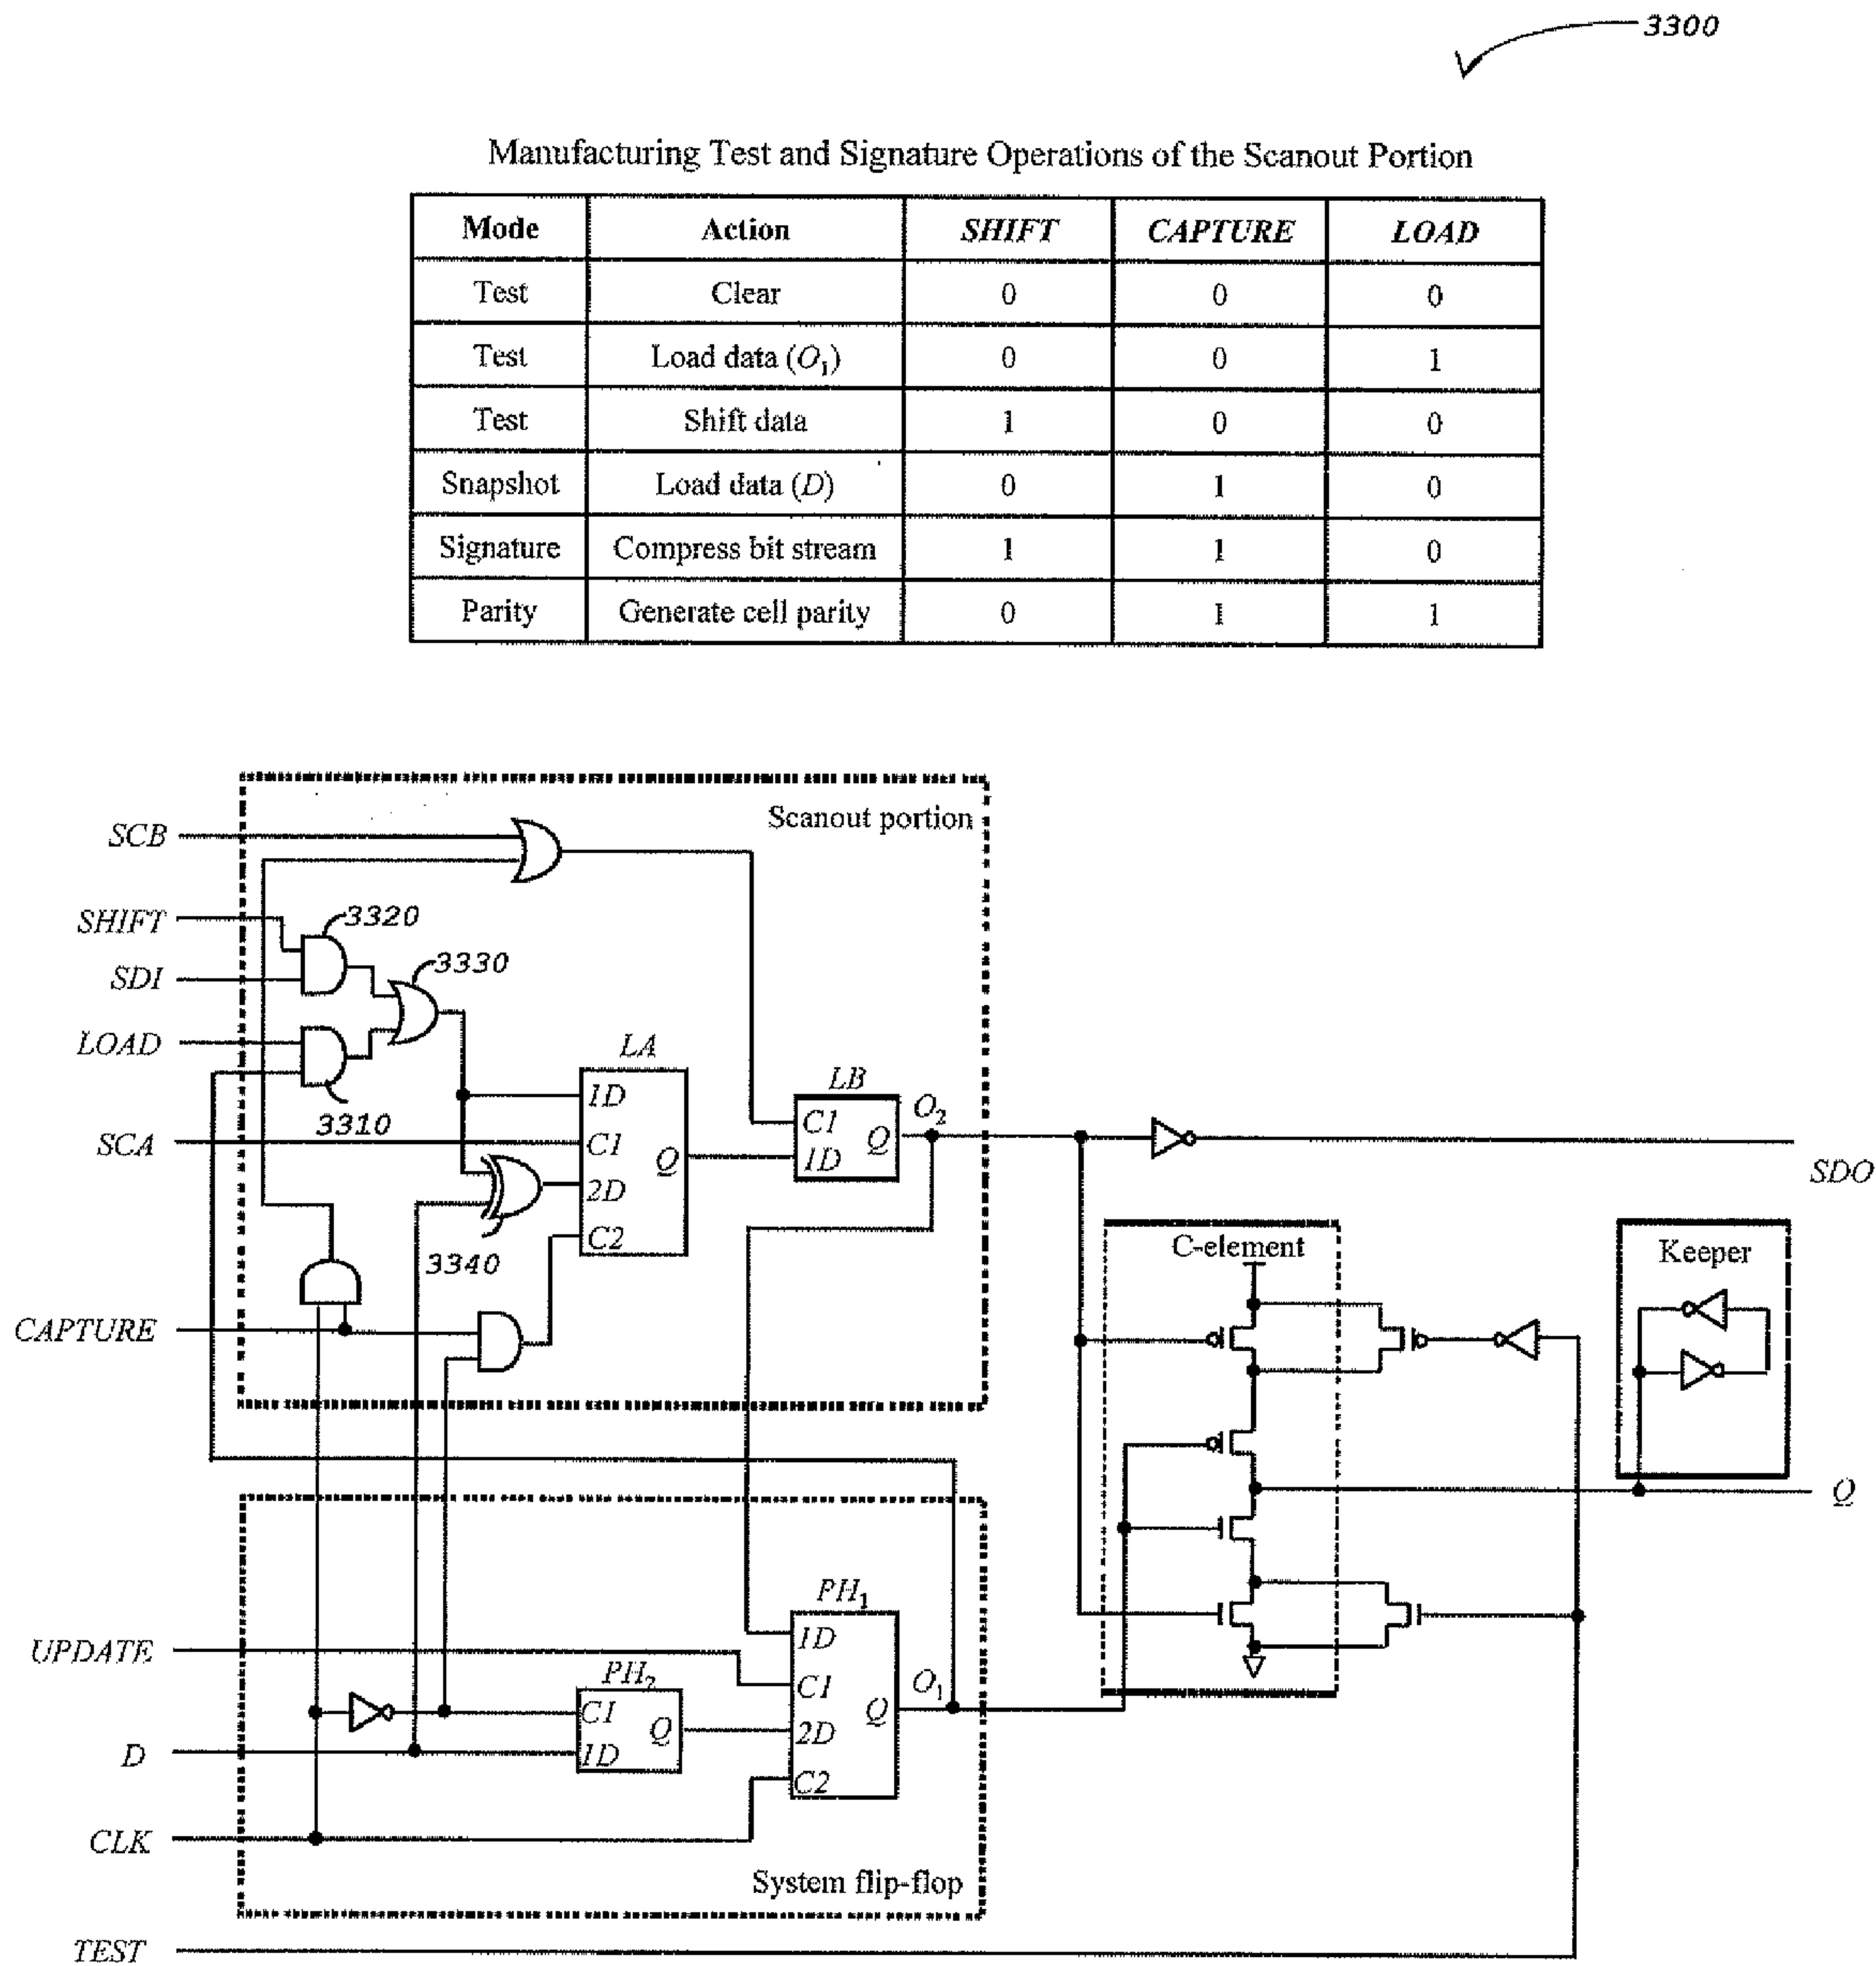 3300
Manufacturing Test and Signature Operations of the Scanout Portion
Mode Action SHIFT CAPTURE LOAD
Test Clear 0 0 0
Test Load data (O1) 0 0 1
Test Shift data 1 0 0
Snapshot Load data (D) 0 1 0
Signature Compress bit stream 1 1 0
Parity Generate cell parity 0 1 1
Scanout portion
SCB
SHIFT
3320
SDI
3330
LOAD
3310
LA
1D
C1
Q
2D
C2
LB
C1
Q
1D
O2
SCA
3340
SDO
C-element
Keeper
CAPTURE
Q
PH1
1D
C1
Q
2D
C2
O1
UPDATE
PH2
C1
Q
1D
D
CLK
System flip-flop
TEST